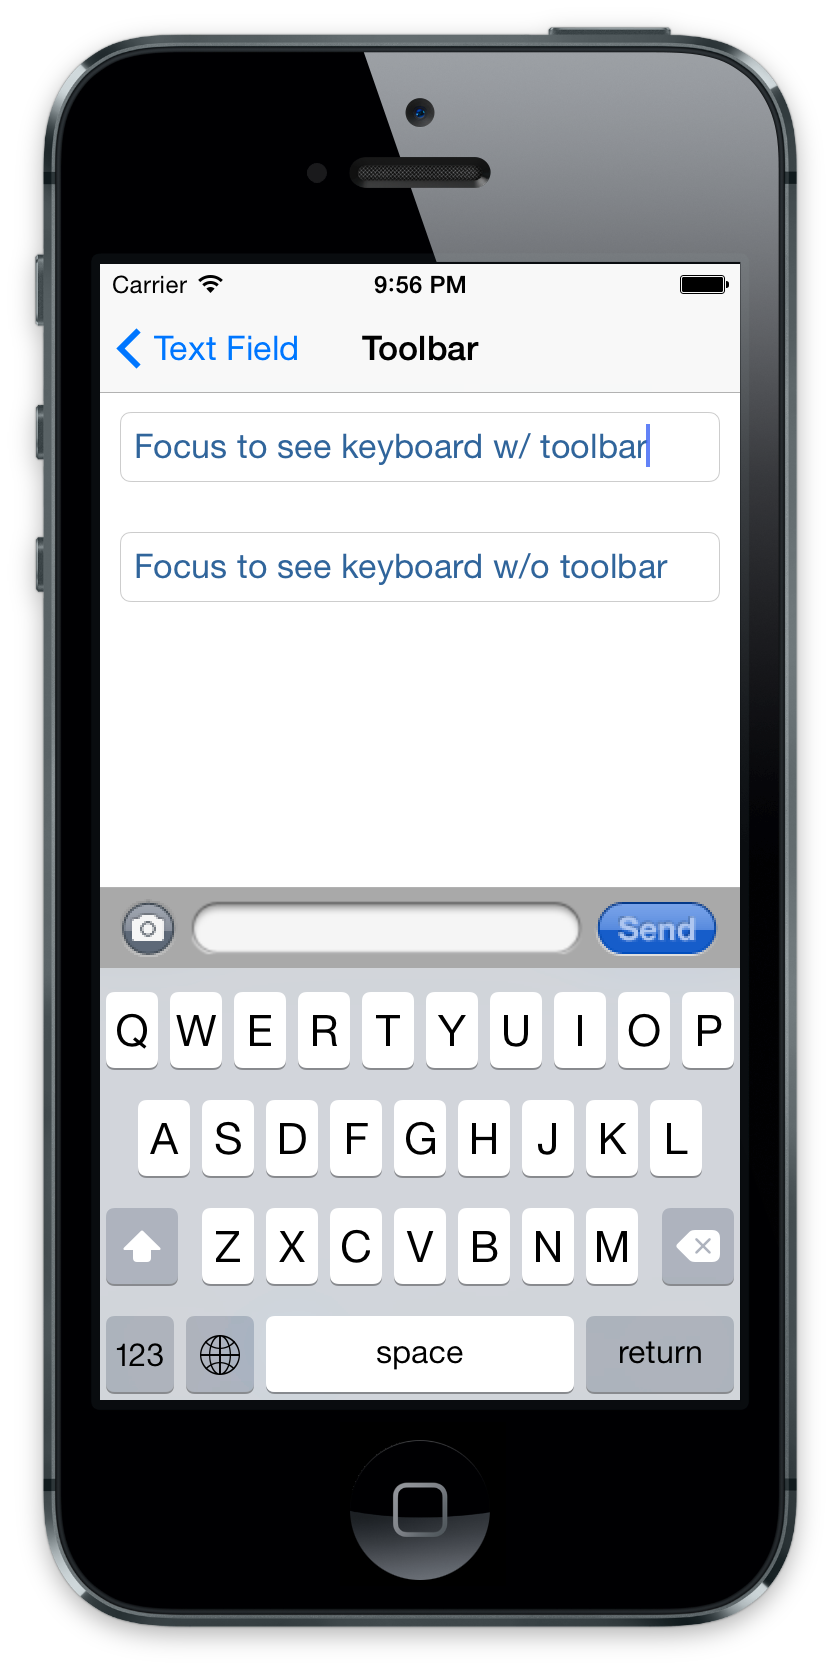 Carrier 9:56 PM
Text Field Toolbar
Focus to see keyboard w/ toolbar
Focus to see keyboard w/o toolbar
Send
Q W E R T Y U I O P
A S D F G H J K L
Z X C V B N M
123 space return